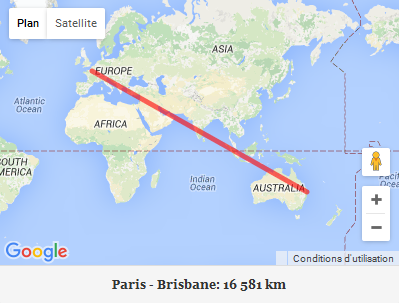 Plan Satellite
ASIA
EUROPE
Atlantic
Ocean
AFRICA
SOUTH
AMERICA
Indian
Ocean
AUSTRALIA
Google
Conditions d'utilisation
Paris - Brisbane: 16 581 km